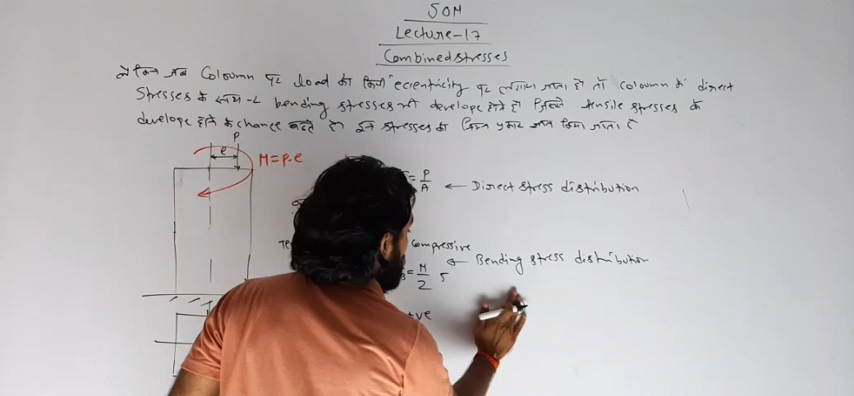 SOM
Lecture-17
Combined stresses
लेकिन जब Coloumn पर load को किसी eccentricity पर लगाया जाता है तो Coloumn में direct
Stresses के साथ-2 bending stresses भी develope होते है जिससे tensile stresses के
develope होने के chance बढ़ते है। इन stresses को निम्न प्रकार ज्ञात किया जाता है
P
e
M = P·e
= P/A ← Direct stress distribution
Compressive
← Bending stress distribution
= M/Z
+ve